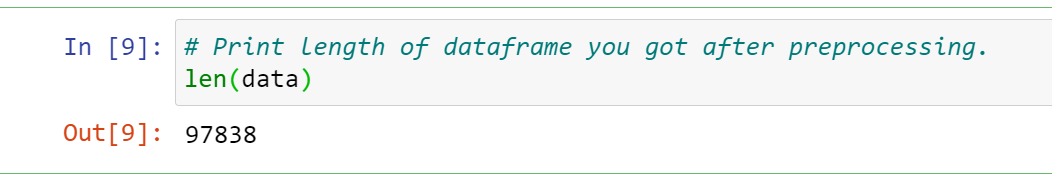 In [9]: # Print length of dataframe you got after preprocessing.
len(data)
Out[9]: 97838